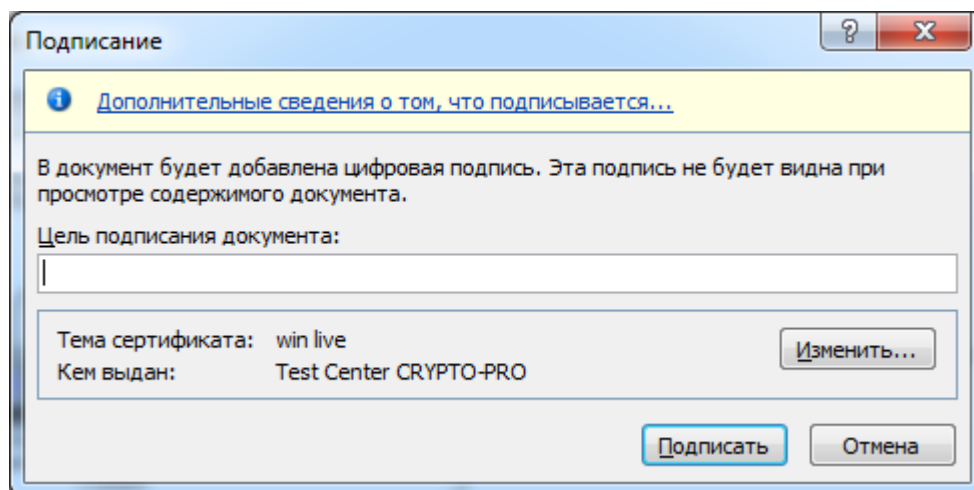 Подписание
Дополнительные сведения о том, что подписывается...
В документ будет добавлена цифровая подпись. Эта подпись не будет видна при
просмотре содержимого документа.
Цель подписания документа:
Тема сертификата: win live
Изменить...
Кем выдан: Test Center CRYPTO-PRO
Подписать Отмена